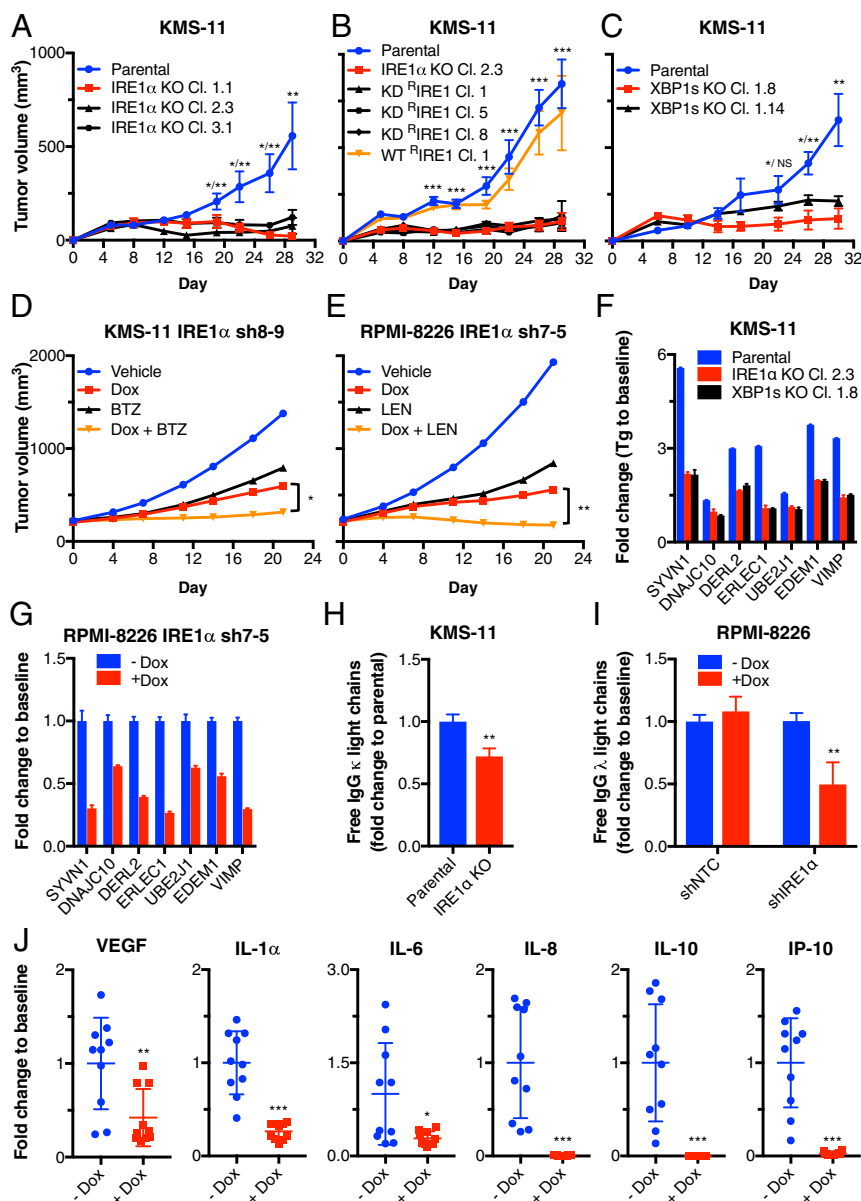 A
KMS-11
Tumor volume (mm3)
1000
500
0
Parental
IRE1α KO Cl. 1.1
IRE1α KO Cl. 2.3
IRE1α KO Cl. 3.1
*/**
*/**
*/**
**
0 4 8 12 16 20 24 28 32
Day
B
KMS-11
Parental
IRE1α KO Cl. 2.3
KD RIRE1 Cl. 1
KD RIRE1 Cl. 5
KD RIRE1 Cl. 8
WT RIRE1 Cl. 1
***
***
***
***
***
***
0 4 8 12 16 20 24 28 32
Day
C
KMS-11
Parental
XBP1s KO Cl. 1.8
XBP1s KO Cl. 1.14
*/ NS
*/**
**
0 4 8 12 16 20 24 28 32
Day
D
KMS-11 IRE1α sh8-9
Tumor volume (mm3)
2000
1000
0
Vehicle
Dox
BTZ
Dox + BTZ
*
0 4 8 12 16 20 24
Day
E
RPMI-8226 IRE1α sh7-5
Vehicle
Dox
LEN
Dox + LEN
**
0 4 8 12 16 20 24
Day
F
KMS-11
Fold change (Tg to baseline)
6
3
0
Parental
IRE1α KO Cl. 2.3
XBP1s KO Cl. 1.8
SYVN1
DNAJC10
DERL2
ERLEC1
UBE2J1
EDEM1
VIMP
G
RPMI-8226 IRE1α sh7-5
Fold change to baseline
1.5
1.0
0.5
0.0
- Dox
+Dox
SYVN1
DNAJC10
DERL2
ERLEC1
UBE2J1
EDEM1
VIMP
H
KMS-11
Free IgG κ light chains
(fold change to parental)
1.5
1.0
0.5
0.0
**
Parental
IRE1α KO
I
RPMI-8226
Free IgG λ light chains
(fold change to baseline)
1.5
1.0
0.5
0.0
- Dox
+Dox
**
shNTC
shIRE1α
J
Fold change to baseline
VEGF
2
1
0
**
- Dox
+ Dox
IL-1α
2
1
0
***
- Dox
+ Dox
IL-6
3.0
1.5
0
*
- Dox
+ Dox
IL-8
2
1
0
***
- Dox
+ Dox
IL-10
2
1
0
***
- Dox
+ Dox
IP-10
2
1
0
***
- Dox
+ Dox